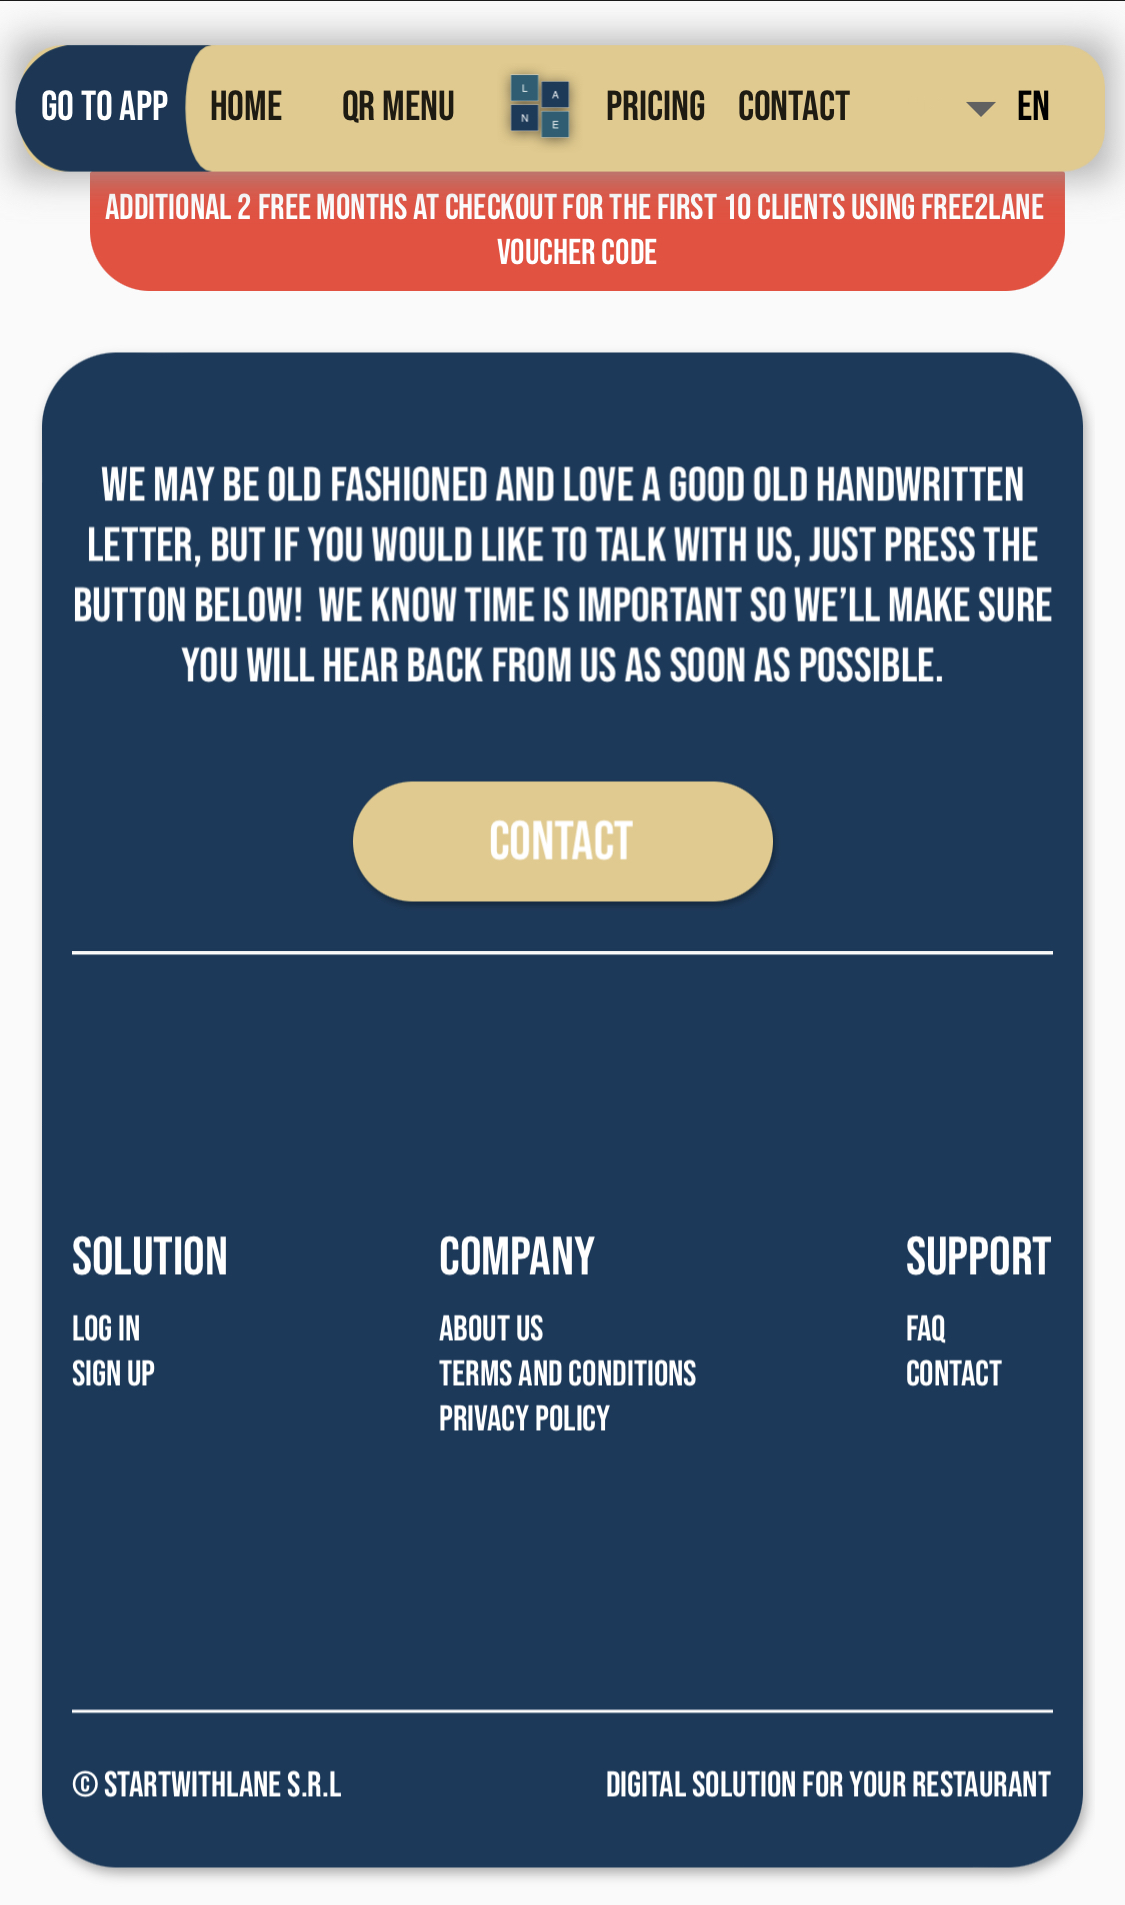 GO TO APP HOME QR MENU L A N E PRICING CONTACT EN
ADDITIONAL 2 FREE MONTHS AT CHECKOUT FOR THE FIRST 10 CLIENTS USING FREE2LANE
VOUCHER CODE
WE MAY BE OLD FASHIONED AND LOVE A GOOD OLD HANDWRITTEN
LETTER, BUT IF YOU WOULD LIKE TO TALK WITH US, JUST PRESS THE
BUTTON BELOW!  WE KNOW TIME IS IMPORTANT SO WE’LL MAKE SURE
YOU WILL HEAR BACK FROM US AS SOON AS POSSIBLE.
CONTACT
SOLUTION
LOG IN
SIGN UP
COMPANY
ABOUT US
TERMS AND CONDITIONS
PRIVACY POLICY
SUPPORT
FAQ
CONTACT
© STARTWITHLANE S.R.L
DIGITAL SOLUTION FOR YOUR RESTAURANT